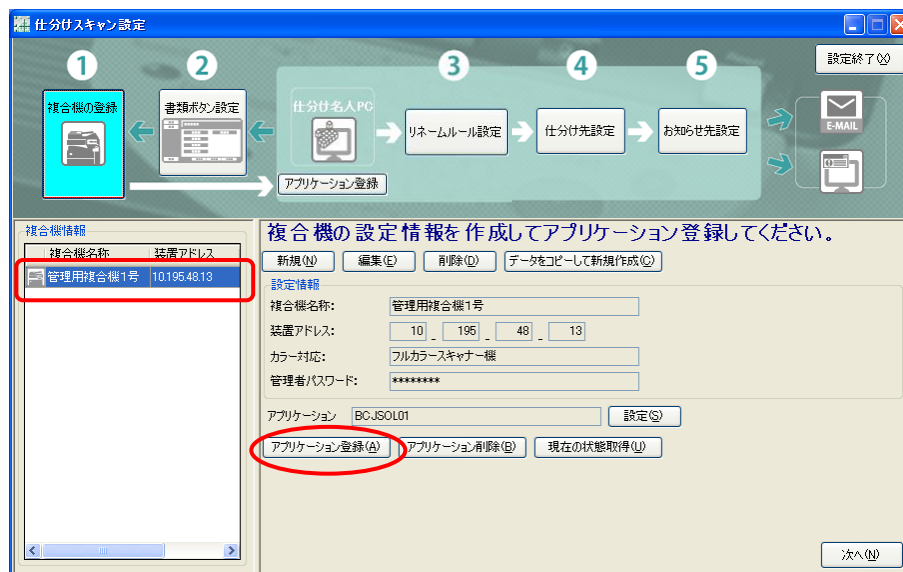 仕分けスキャン設定
設定終了(X)
1
2
3
4
5
複合機の登録
書類ボタン設定
仕分け名人PC
リネームルール設定
仕分け先設定
お知らせ先設定
E-MAIL
アプリケーション登録
複合機情報
複合機名称 装置アドレス
管理用複合機1号 10.195.48.13
複合機の設定情報を作成してアプリケーション登録してください。
新規(N) 編集(E) 削除(D) データをコピーして新規作成(C)
設定情報
複合機名称: 管理用複合機1号
装置アドレス: 10 . 195 . 48 . 13
カラー対応: フルカラースキャナー機
管理者パスワード: ********
アプリケーション BCJSOL01 設定(S)
アプリケーション登録(A) アプリケーション削除(B) 現在の状態取得(U)
次へ(N)